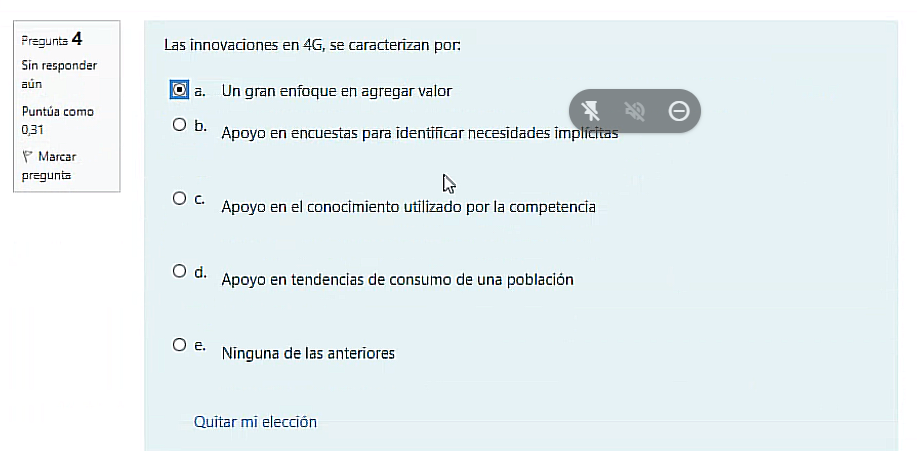 Pregunta 4
Sin responder
aún
Puntúa como
0,31
Marcar
pregunta
Las innovaciones en 4G, se caracterizan por:
a. Un gran enfoque en agregar valor
b. Apoyo en encuestas para identificar necesidades implícitas
c. Apoyo en el conocimiento utilizado por la competencia
d. Apoyo en tendencias de consumo de una población
e. Ninguna de las anteriores
Quitar mi elección